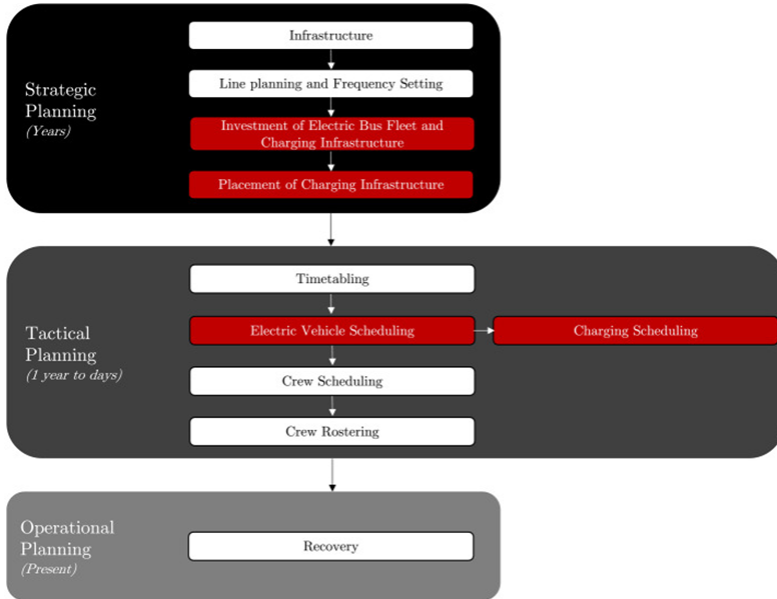 Strategic
Planning
(Years)
Infrastructure
Line planning and Frequency Setting
Investment of Electric Bus Fleet and
Charging Infrastructure
Placement of Charging Infrastructure
Tactical
Planning
(1 year to days)
Timetabling
Electric Vehicle Scheduling
Charging Scheduling
Crew Scheduling
Crew Rostering
Operational
Planning
(Present)
Recovery